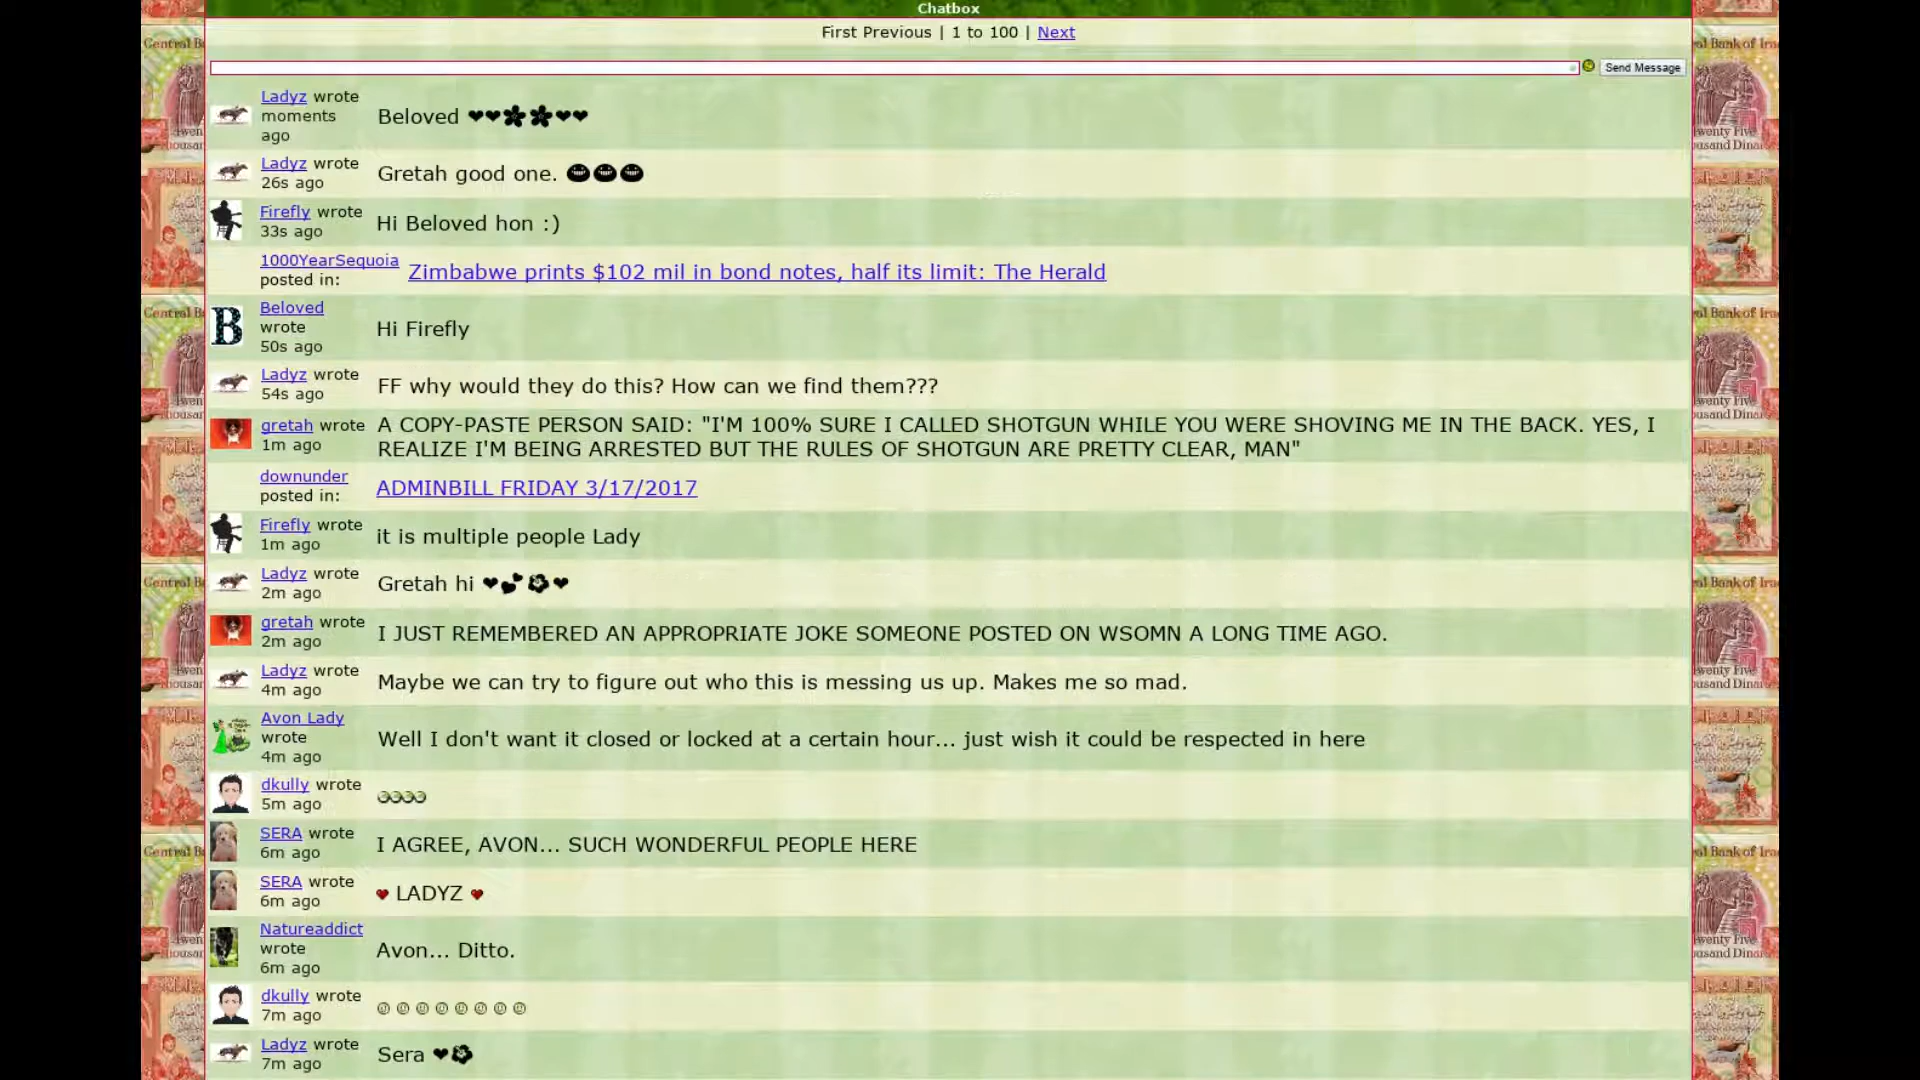 Chatbox
First Previous | 1 to 100 | Next
Send Message
Ladyz wrote
moments
ago
Beloved ❤❤✿✿❤❤
Ladyz wrote
26s ago
Gretah good one. 😁😁😁
Firefly wrote
33s ago
Hi Beloved hon :)
1000YearSequoia
posted in:
Zimbabwe prints $102 mil in bond notes, half its limit: The Herald
Beloved
wrote
50s ago
Hi Firefly
Ladyz wrote
54s ago
FF why would they do this? How can we find them???
gretah wrote
1m ago
A COPY-PASTE PERSON SAID: "I'M 100% SURE I CALLED SHOTGUN WHILE YOU WERE SHOVING ME IN THE BACK. YES, I
REALIZE I'M BEING ARRESTED BUT THE RULES OF SHOTGUN ARE PRETTY CLEAR, MAN"
downunder
posted in:
ADMINBILL FRIDAY 3/17/2017
Firefly wrote
1m ago
it is multiple people Lady
Ladyz wrote
2m ago
Gretah hi ❤💕🌺❤
gretah wrote
2m ago
I JUST REMEMBERED AN APPROPRIATE JOKE SOMEONE POSTED ON WSOMN A LONG TIME AGO.
Ladyz wrote
4m ago
Maybe we can try to figure out who this is messing us up. Makes me so mad.
Avon Lady
wrote
4m ago
Well I don't want it closed or locked at a certain hour... just wish it could be respected in here
dkully wrote
5m ago
SERA wrote
6m ago
I AGREE, AVON... SUCH WONDERFUL PEOPLE HERE
SERA wrote
6m ago
♥ LADYZ ♥
Natureaddict
wrote
6m ago
Avon... Ditto.
dkully wrote
7m ago
Ladyz wrote
7m ago
Sera ❤🌺
Central B
Twen
Thousan
al Bank of Ira
Twenty Five
Thousand Dinar